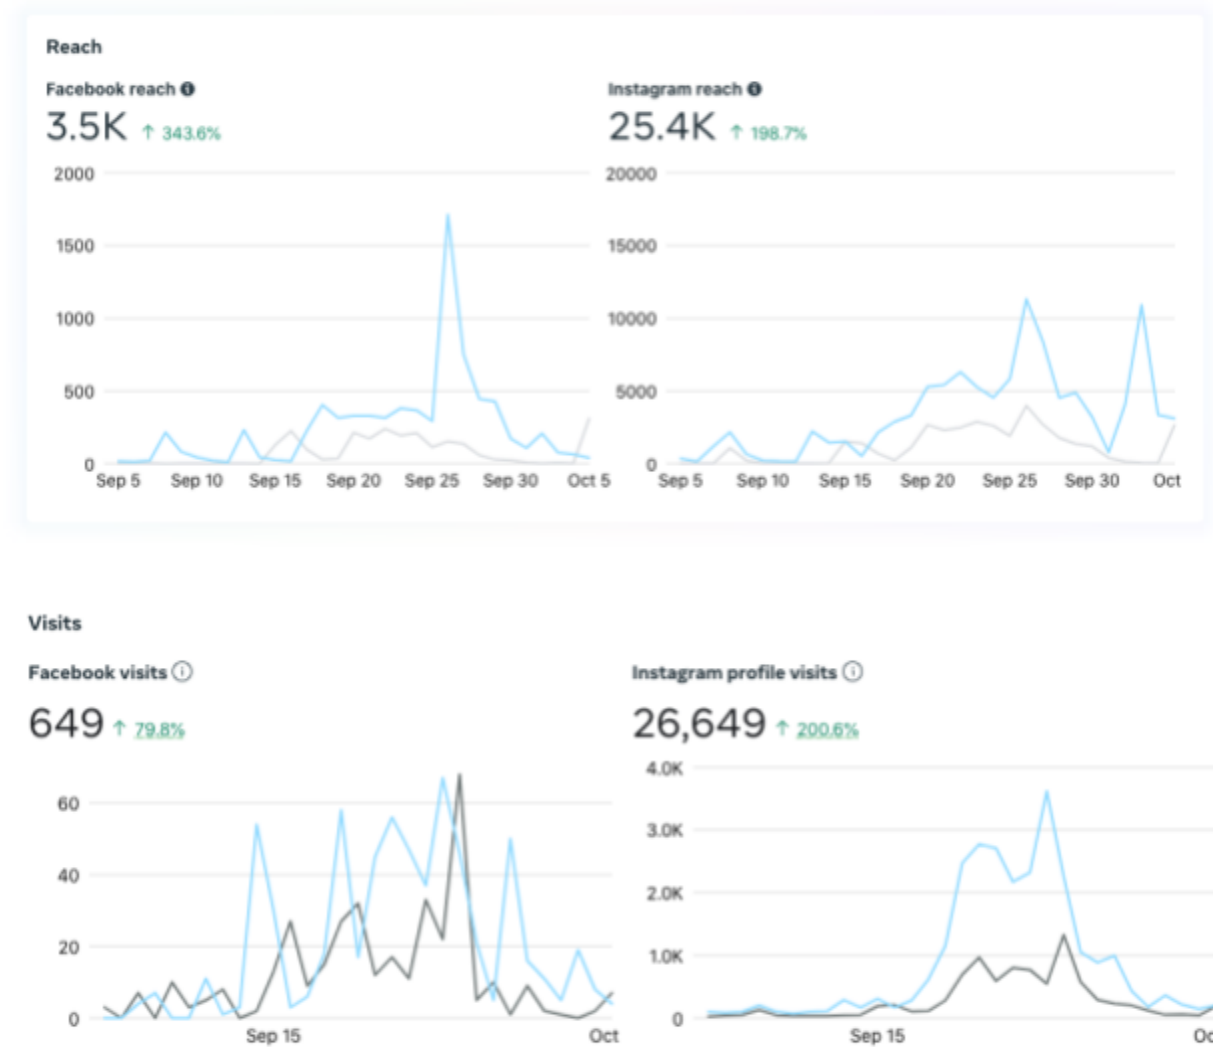 Reach
Facebook reach
3.5K ↑ 343.6%
2000
1500
1000
500
0
Sep 5 Sep 10 Sep 15 Sep 20 Sep 25 Sep 30 Oct 5
Instagram reach
25.4K ↑ 198.7%
20000
15000
10000
5000
0
Sep 5 Sep 10 Sep 15 Sep 20 Sep 25 Sep 30 Oct
Visits
Facebook visits
649 ↑ 79.8%
60
40
20
0
Sep 15 Oct
Instagram profile visits
26,649 ↑ 200.6%
4.0K
3.0K
2.0K
1.0K
0
Sep 15 Oc